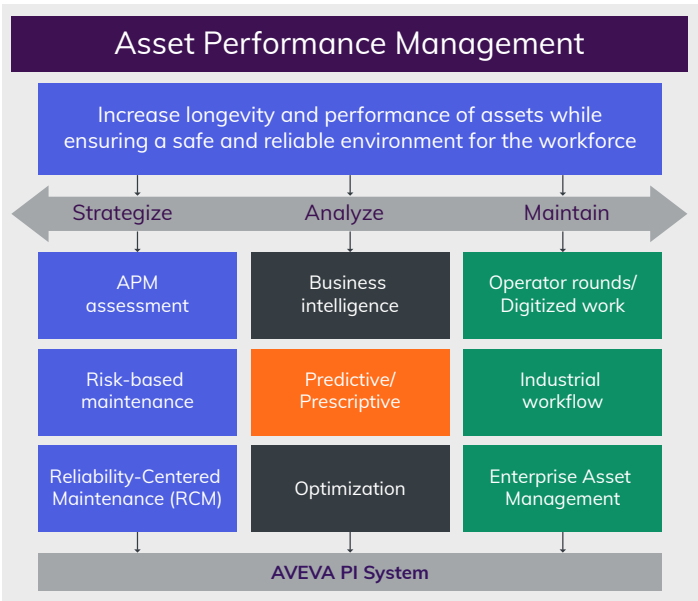 Asset Performance Management
Increase longevity and performance of assets while
ensuring a safe and reliable environment for the workforce
Strategize
Analyze
Maintain
APM
assessment
Business
intelligence
Operator rounds/
Digitized work
Risk-based
maintenance
Predictive/
Prescriptive
Industrial
workflow
Reliability-Centered
Maintenance (RCM)
Optimization
Enterprise Asset
Management
AVEVA PI System